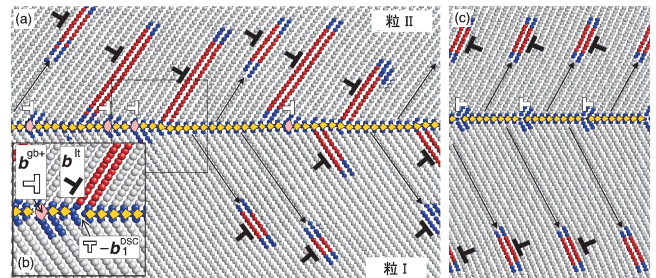 (a)
粒 II
(c)
b^gb+
b^lt
−b₁^DSC
(b)
粒 I